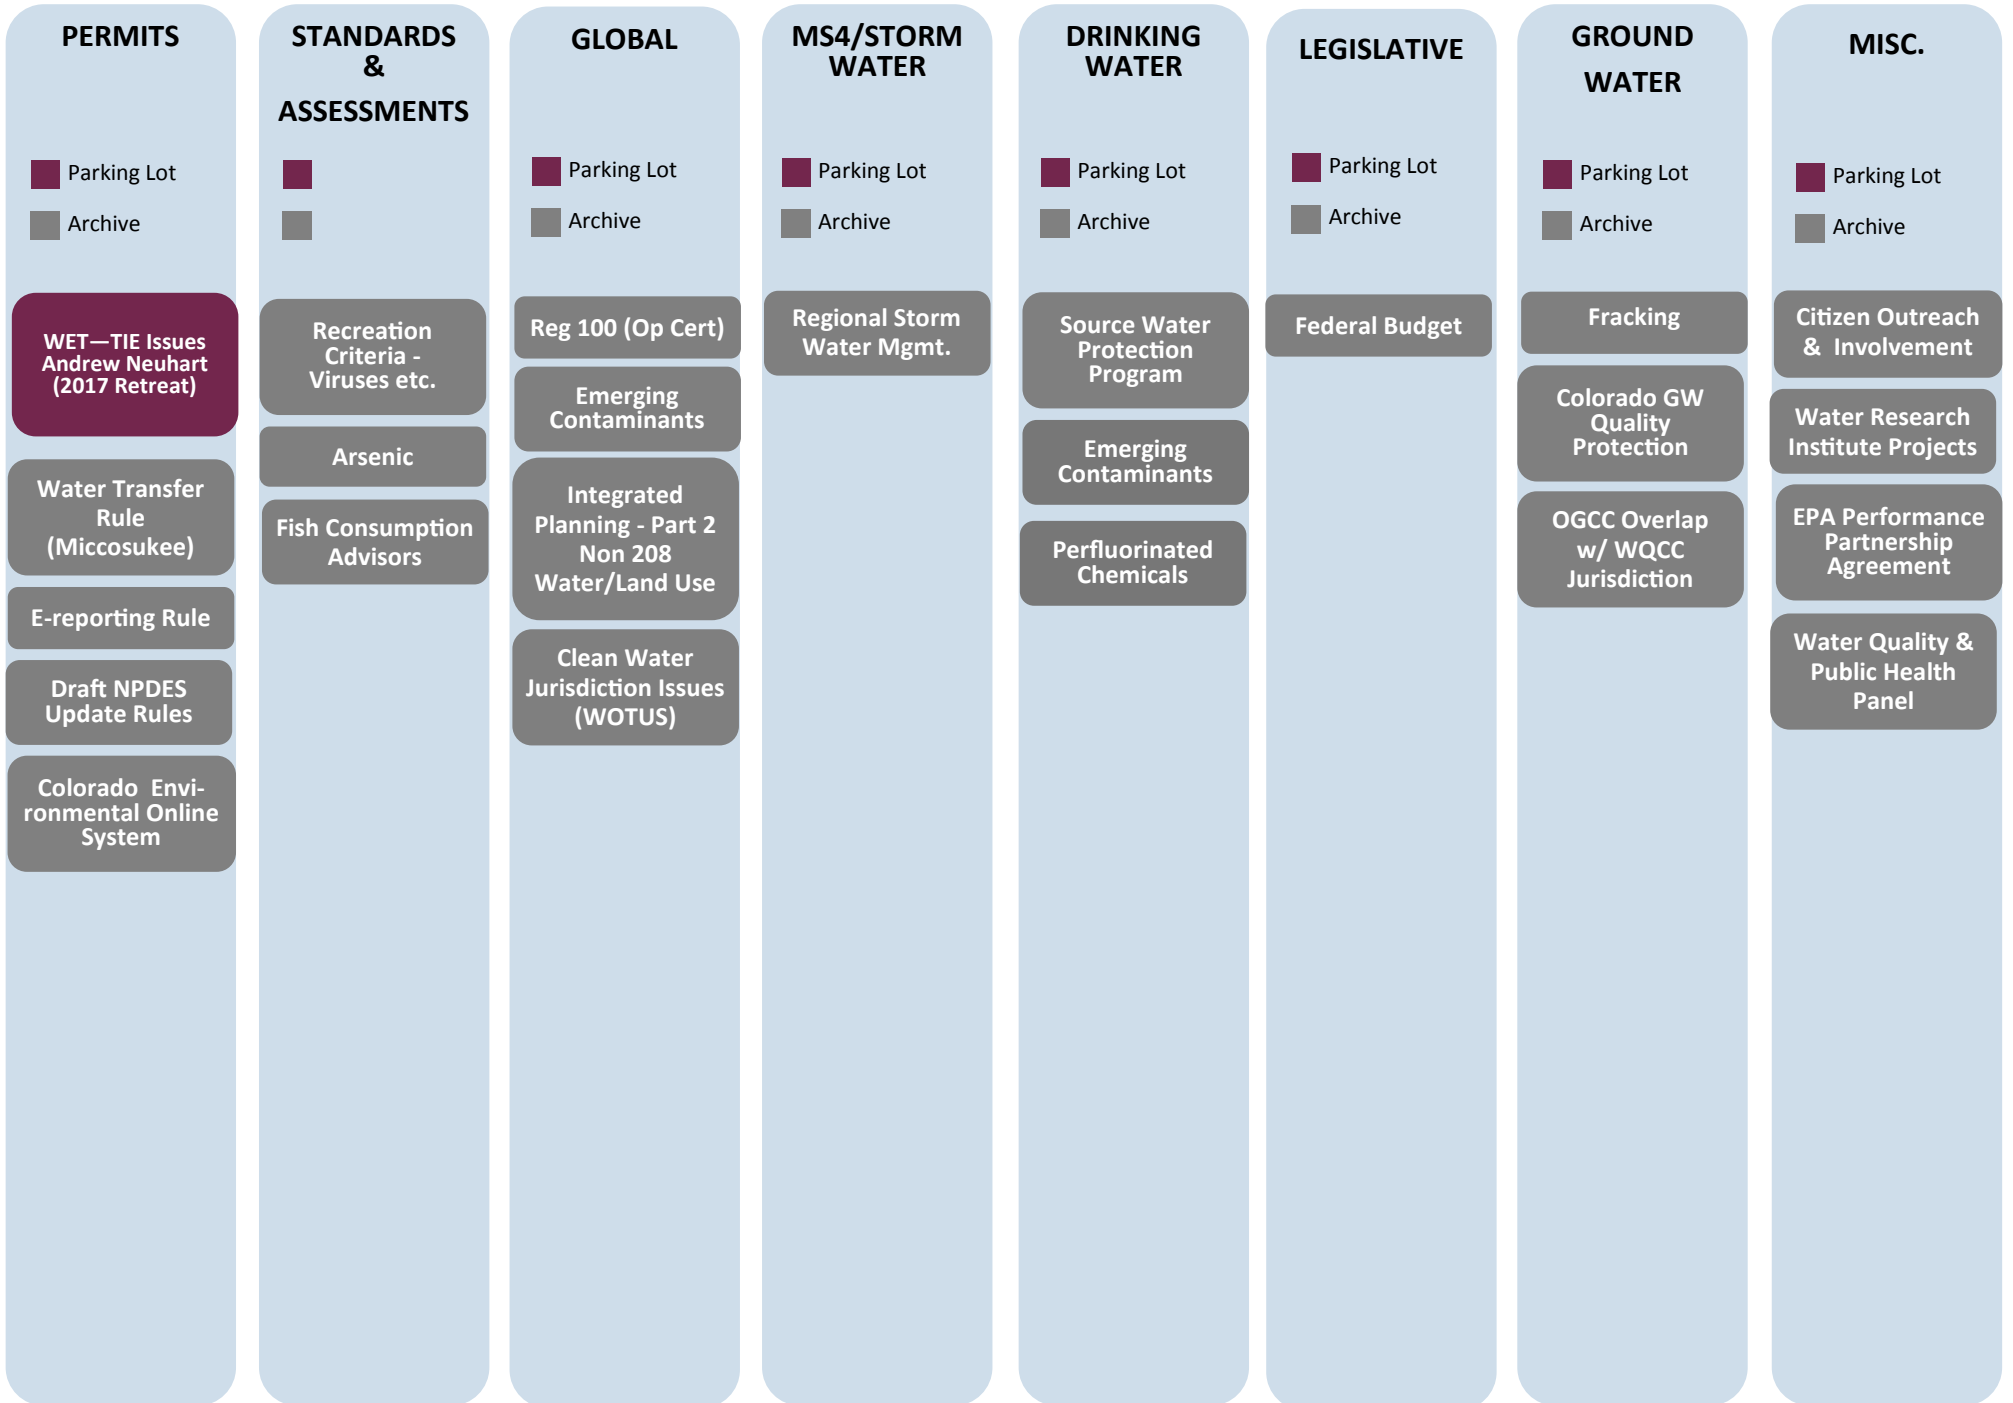 PERMITS
Parking Lot
Archive
WET—TIE Issues
Andrew Neuhart
(2017 Retreat)
Water Transfer
Rule
(Miccosukee)
E-reporting Rule
Draft NPDES
Update Rules
Colorado  Envi-
ronmental Online
System
STANDARDS
&
ASSESSMENTS
Recreation
Criteria -
Viruses etc.
Arsenic
Fish Consumption
Advisors
GLOBAL
Parking Lot
Archive
Reg 100 (Op Cert)
Emerging
Contaminants
Integrated
Planning - Part 2
Non 208
Water/Land Use
Clean Water
Jurisdiction Issues
(WOTUS)
MS4/STORM
WATER
Parking Lot
Archive
Regional Storm
Water Mgmt.
DRINKING
WATER
Parking Lot
Archive
Source Water
Protection
Program
Emerging
Contaminants
Perfluorinated
Chemicals
LEGISLATIVE
Parking Lot
Archive
Federal Budget
GROUND
WATER
Parking Lot
Archive
Fracking
Colorado GW
Quality
Protection
OGCC Overlap
w/ WQCC
Jurisdiction
MISC.
Parking Lot
Archive
Citizen Outreach
&  Involvement
Water Research
Institute Projects
EPA Performance
Partnership
Agreement
Water Quality &
Public Health
Panel